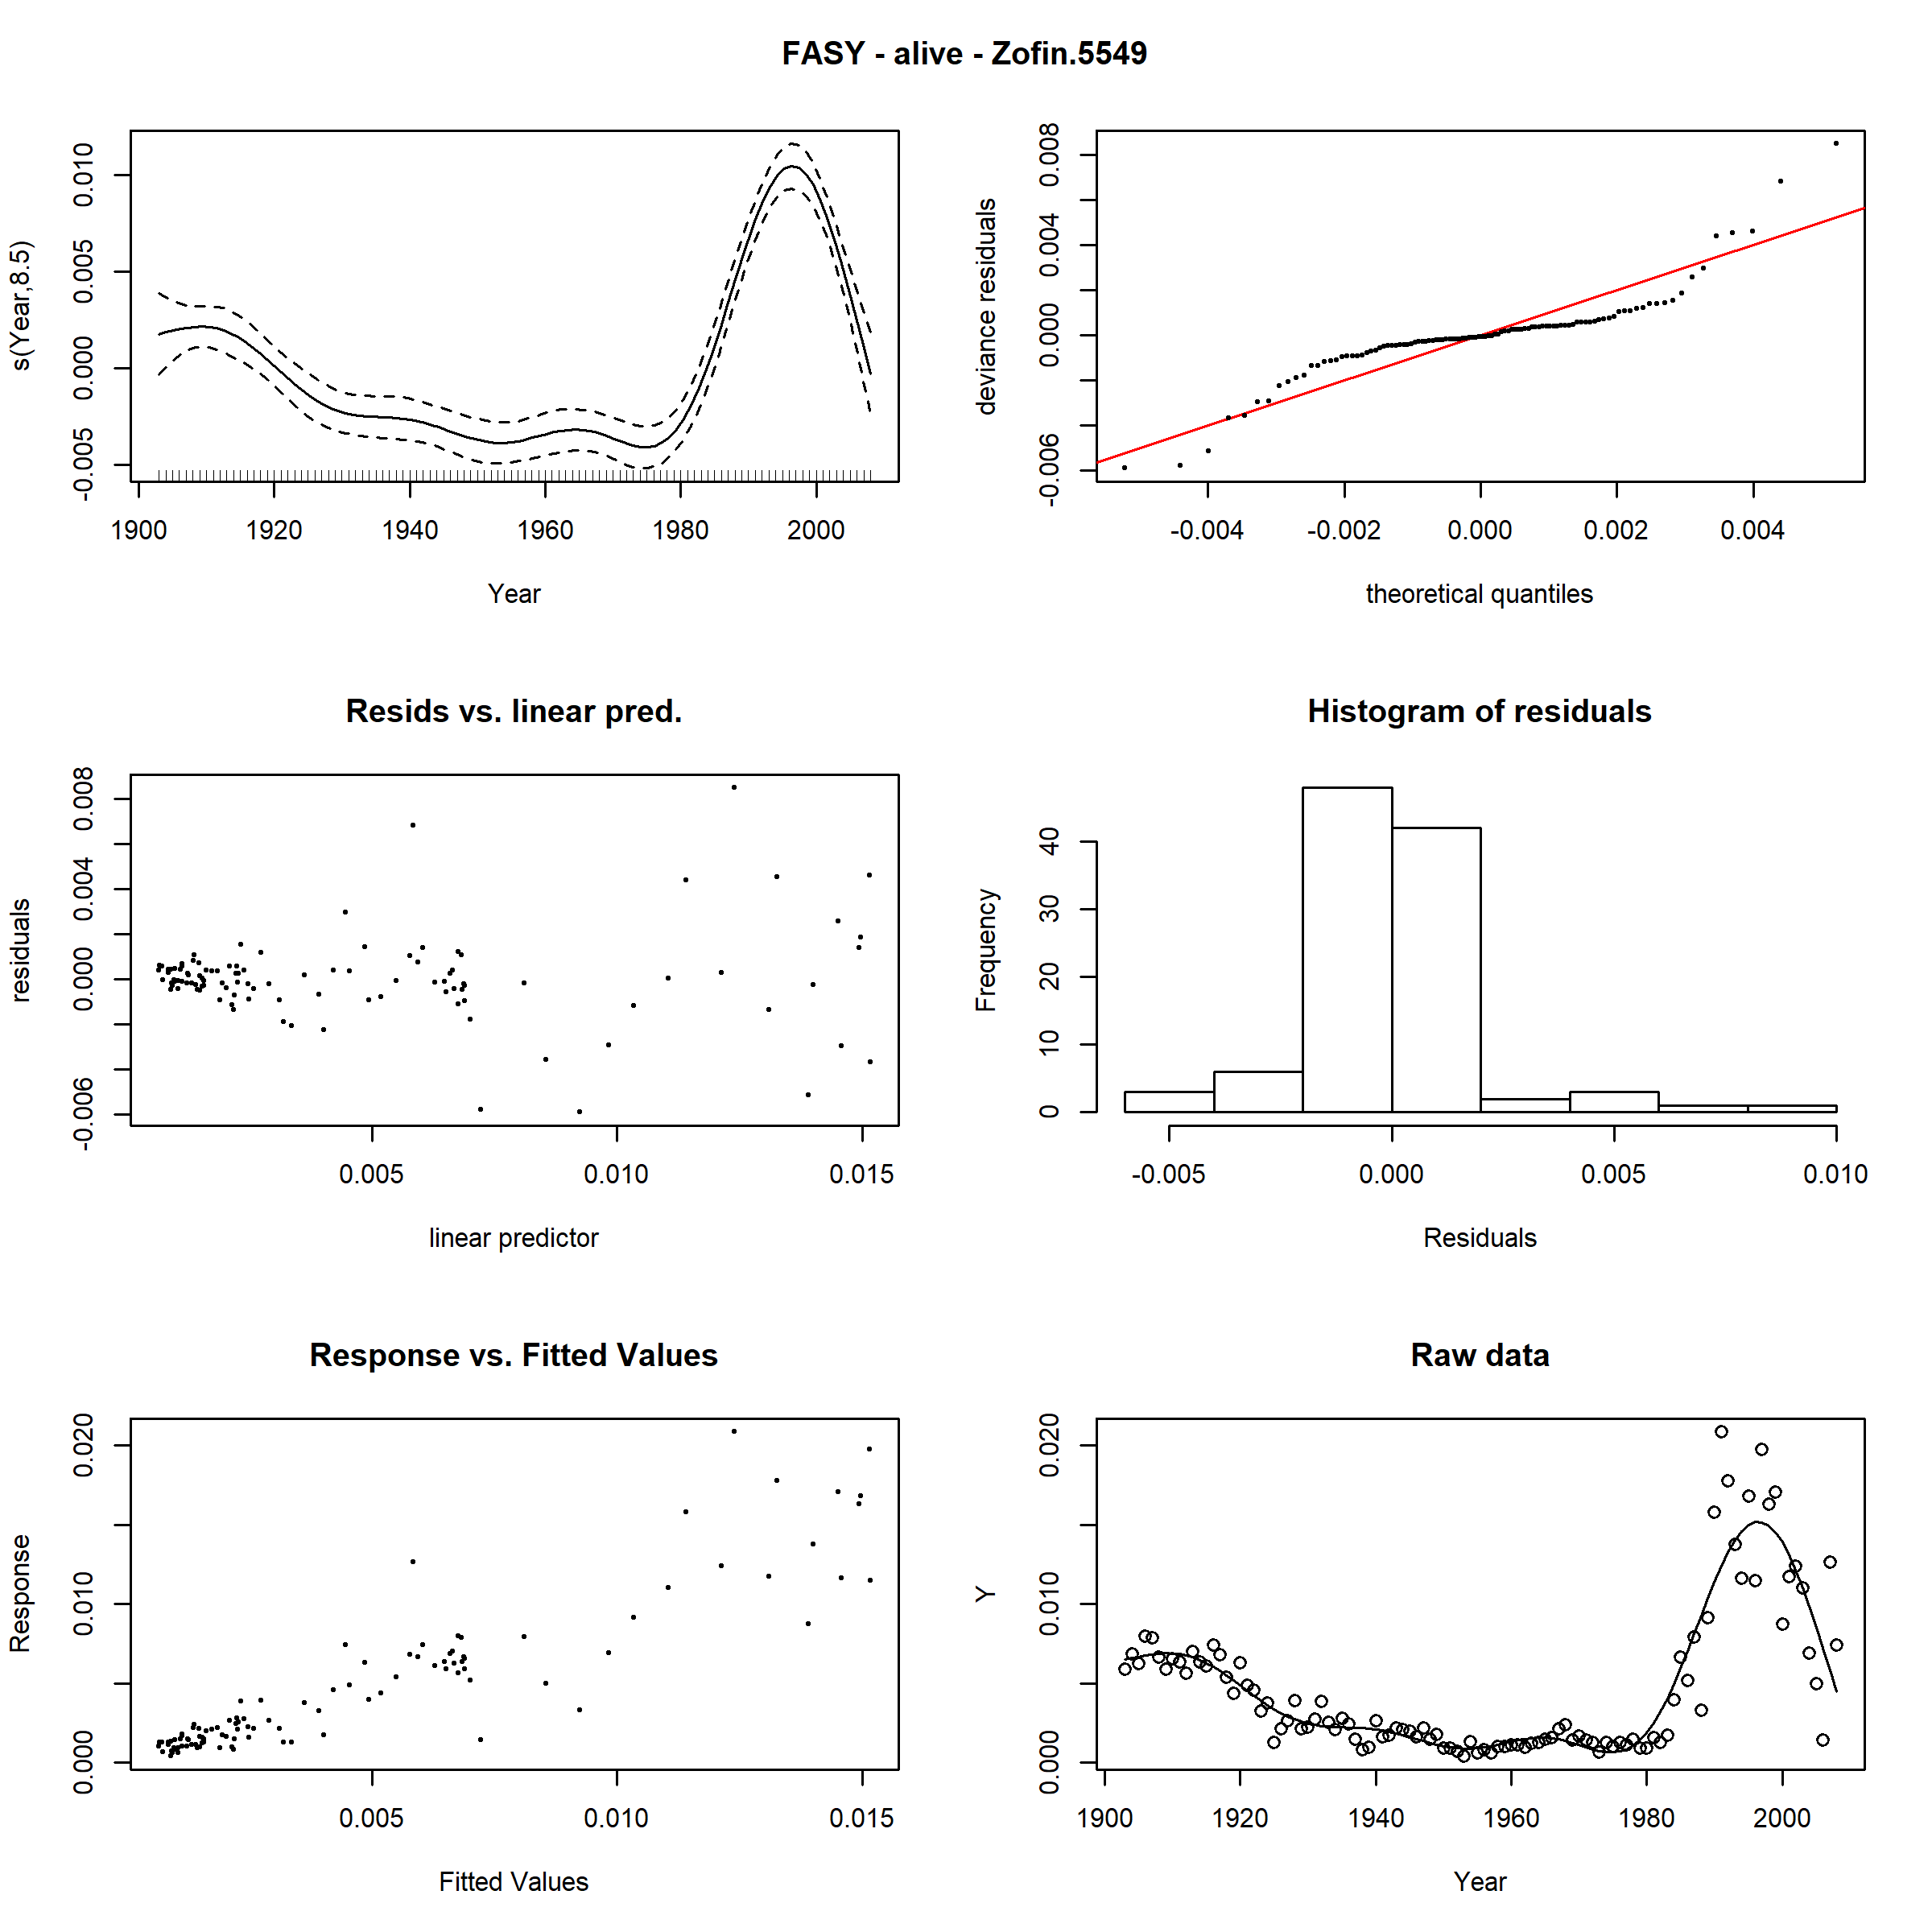 FASY - alive - Zofin.5549
s(Year,8.5)
-0.005 0.000 0.005 0.010
1900 1920 1940 1960 1980 2000
Year
deviance residuals
-0.006 0.000 0.004 0.008
-0.004 -0.002 0.000 0.002 0.004
theoretical quantiles
Resids vs. linear pred.
residuals
-0.006 0.000 0.004 0.008
0.005 0.010 0.015
linear predictor
Histogram of residuals
Frequency
0 10 20 30 40
-0.005 0.000 0.005 0.010
Residuals
Response vs. Fitted Values
Response
0.000 0.010 0.020
0.005 0.010 0.015
Fitted Values
Raw data
Y
0.000 0.010 0.020
1900 1920 1940 1960 1980 2000
Year